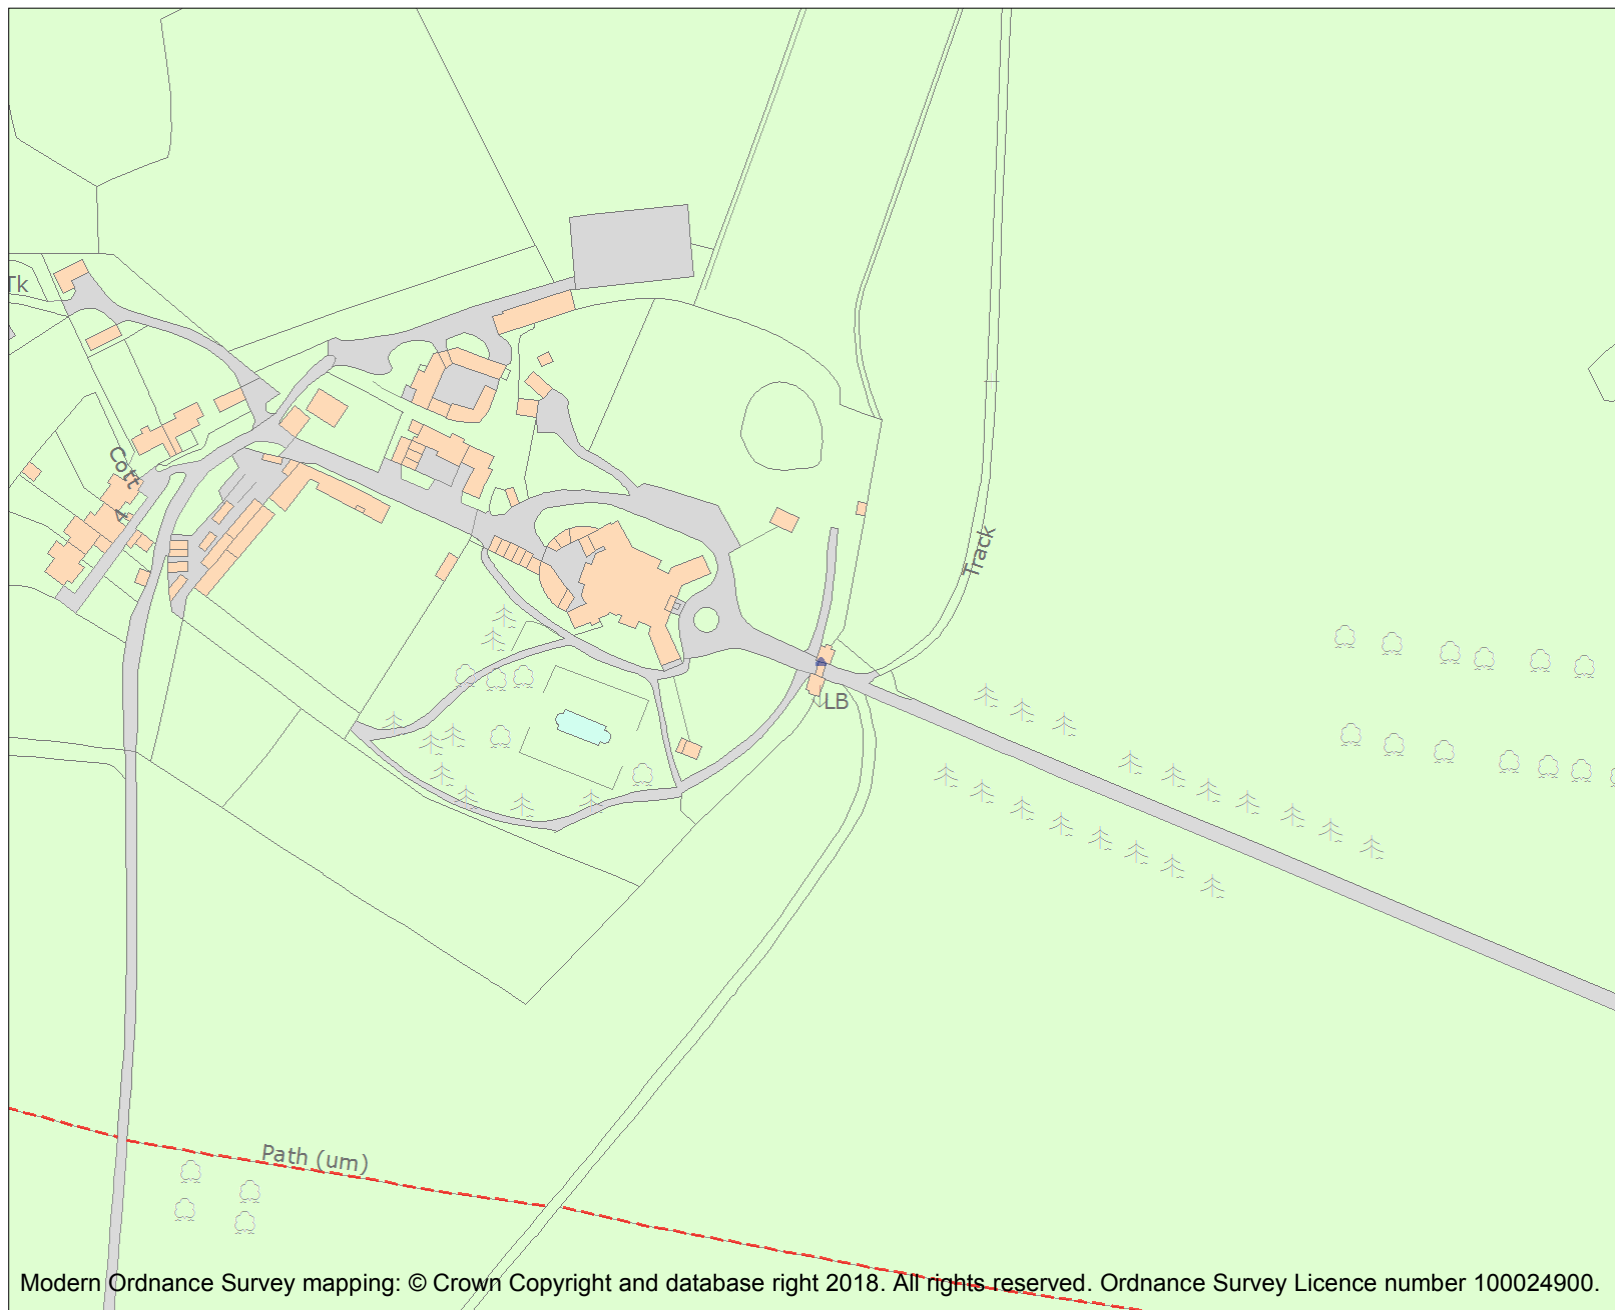 Tk
Cott
4
Track
LB
Path (um)
Modern Ordnance Survey mapping: © Crown Copyright and database right 2018. All rights reserved. Ordnance Survey Licence number 100024900.